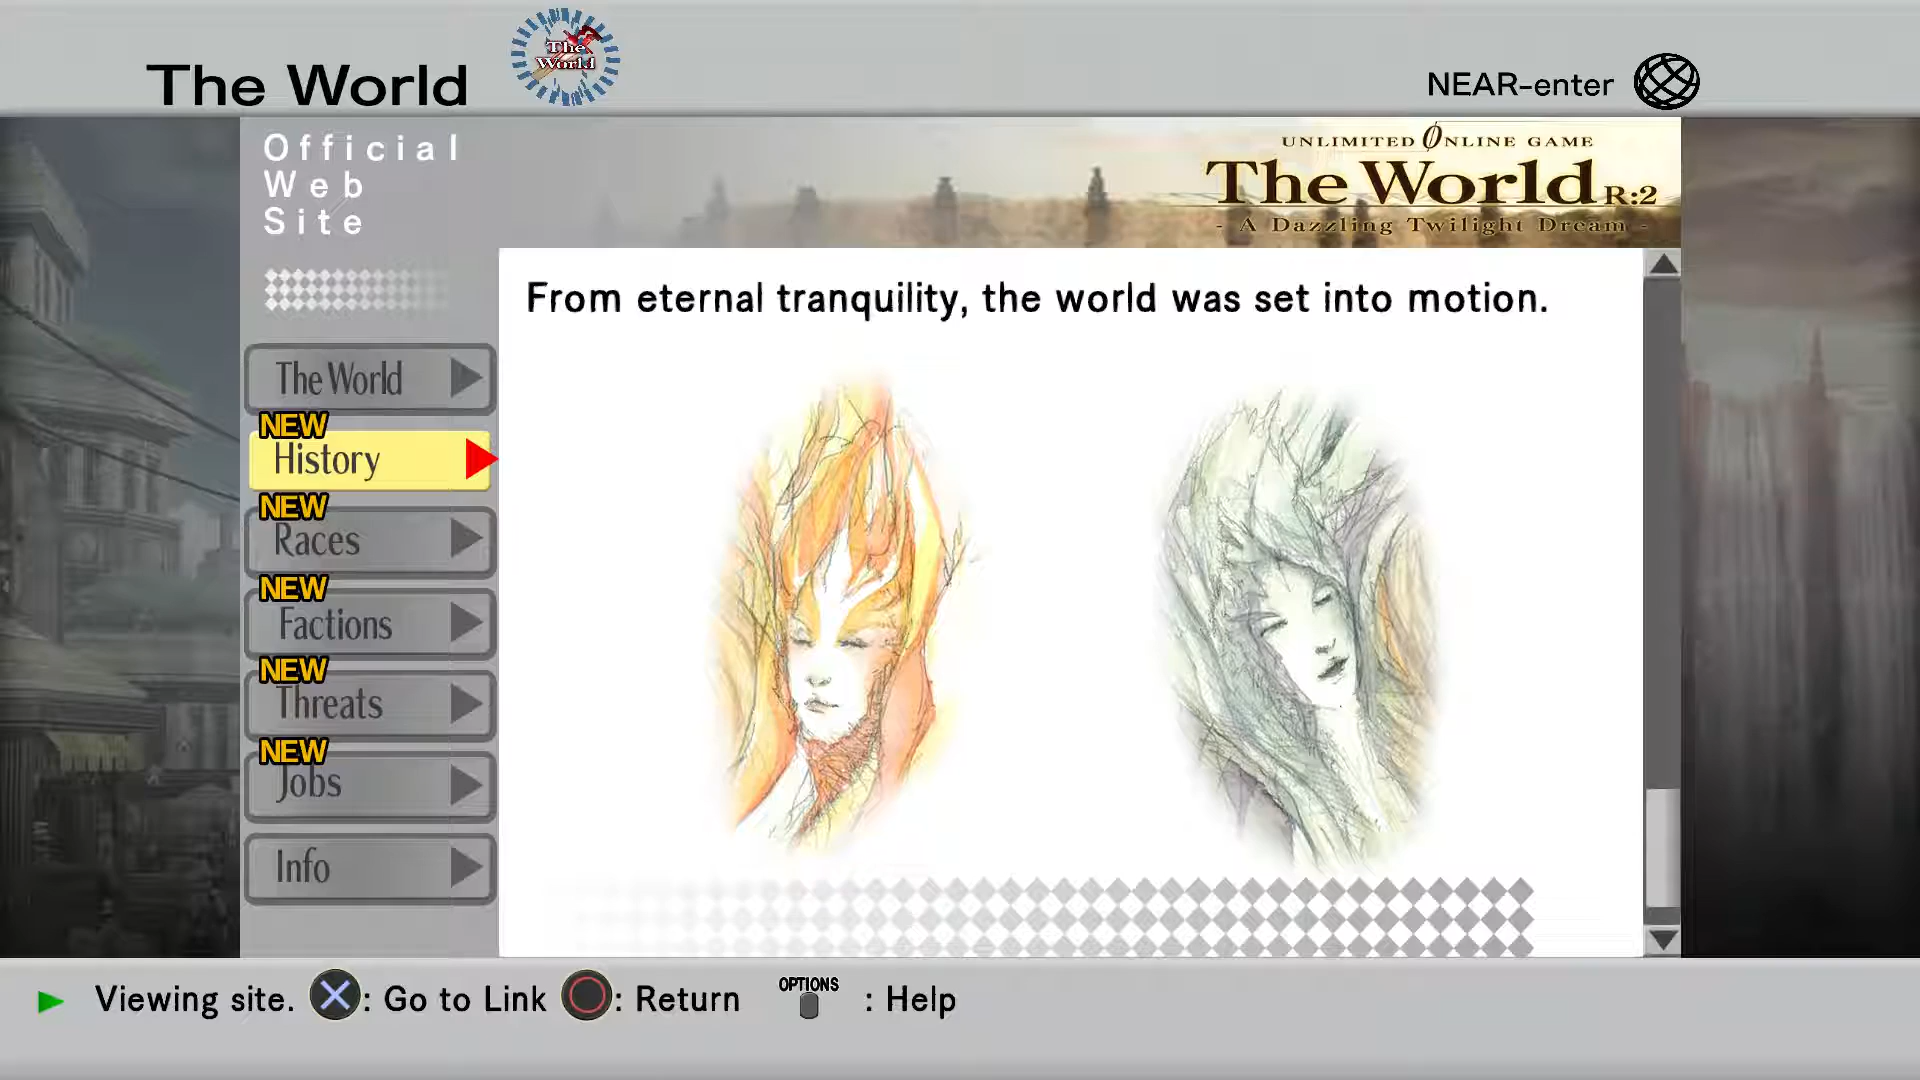 The World
The World
NEAR-enter
Official
Web
Site
UNLIMITED ONLINE GAME
The World R:2
- A Dazzling Twilight Dream -
From eternal tranquility, the world was set into motion.
The World
NEW
History
NEW
Races
NEW
Factions
NEW
Threats
NEW
Jobs
Info
Viewing site. : Go to Link : Return OPTIONS : Help